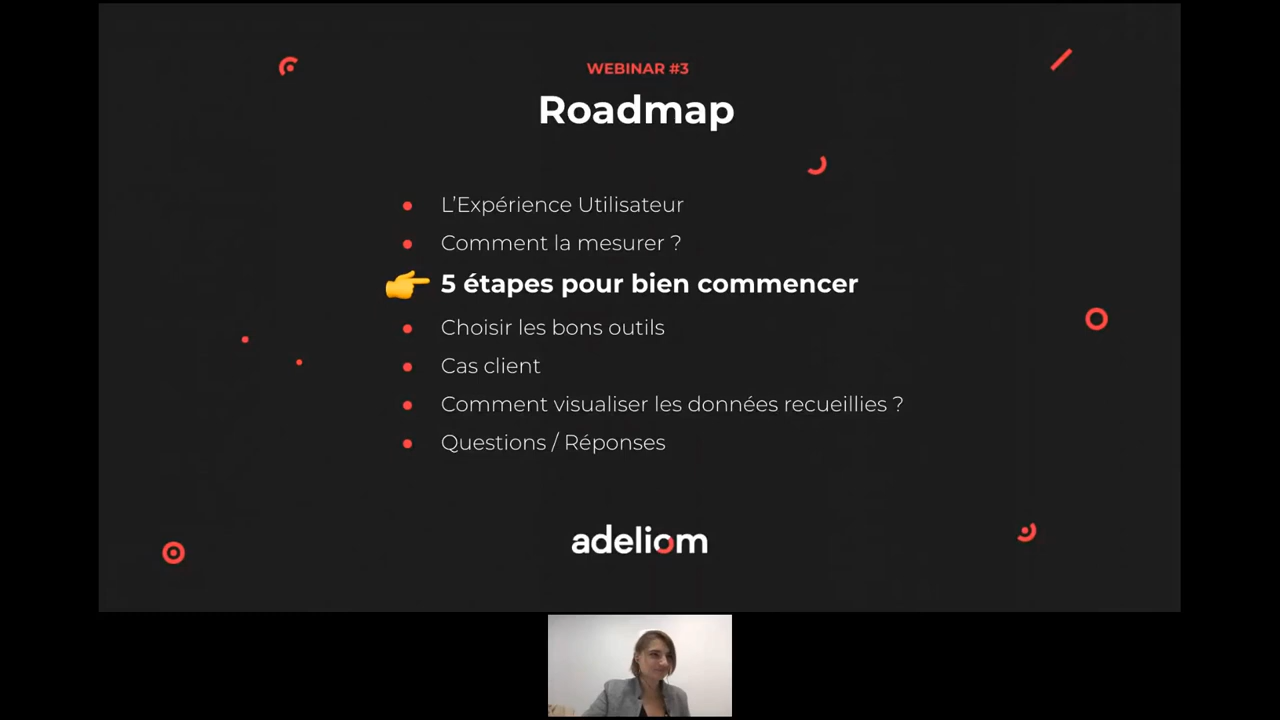 WEBINAR #3
Roadmap
L’Expérience Utilisateur
Comment la mesurer ?
5 étapes pour bien commencer
Choisir les bons outils
Cas client
Comment visualiser les données recueillies ?
Questions / Réponses
adeliom